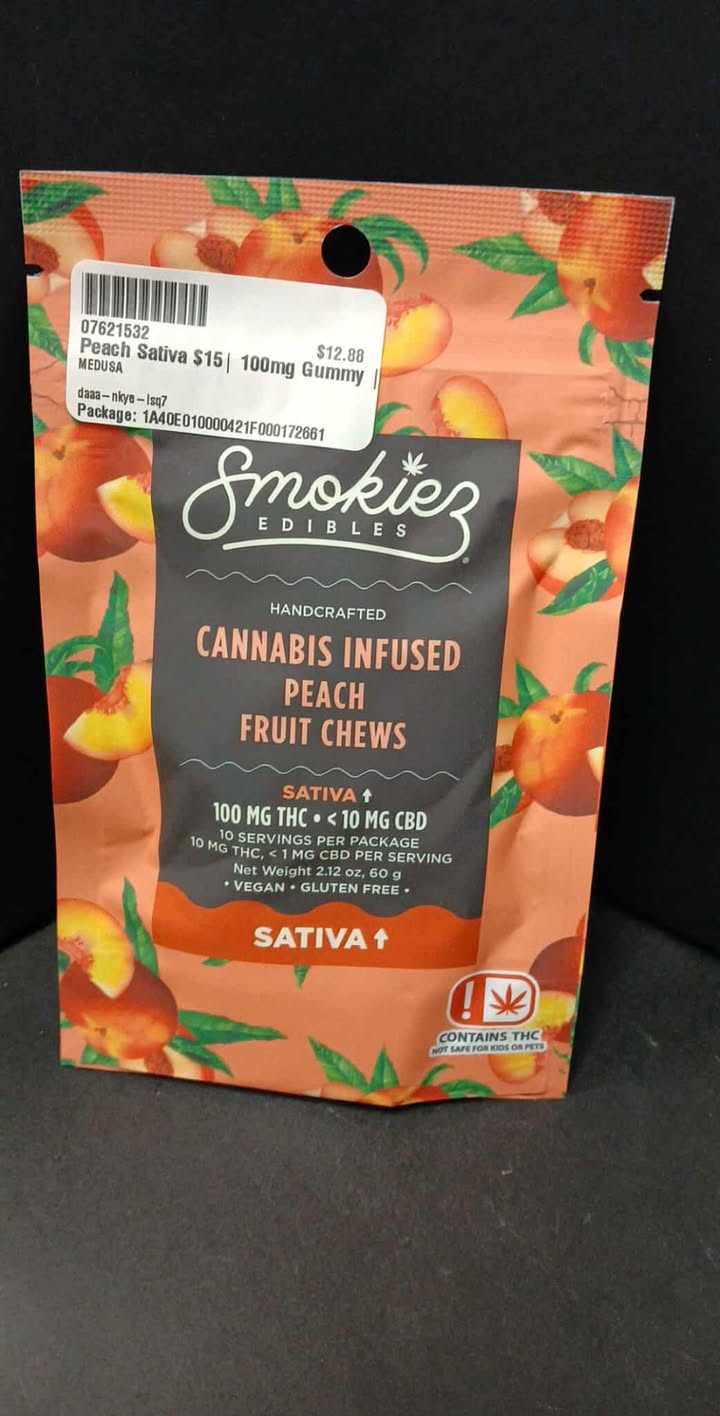 07621532
$12.88
Peach Sativa $15| 100mg Gummy |
MEDUSA
daaa-nkye-lsq7
Package: 1A40E010000421F000172661
Smokiez
EDIBLES
HANDCRAFTED
CANNABIS INFUSED
PEACH
FRUIT CHEWS
SATIVA ↑
100 MG THC • < 10 MG CBD
10 SERVINGS PER PACKAGE
10 MG THC, < 1 MG CBD PER SERVING
Net Weight 2.12 oz, 60 g
• VEGAN • GLUTEN FREE •
SATIVA ↑
!
CONTAINS THC
NOT SAFE FOR KIDS OR PETS